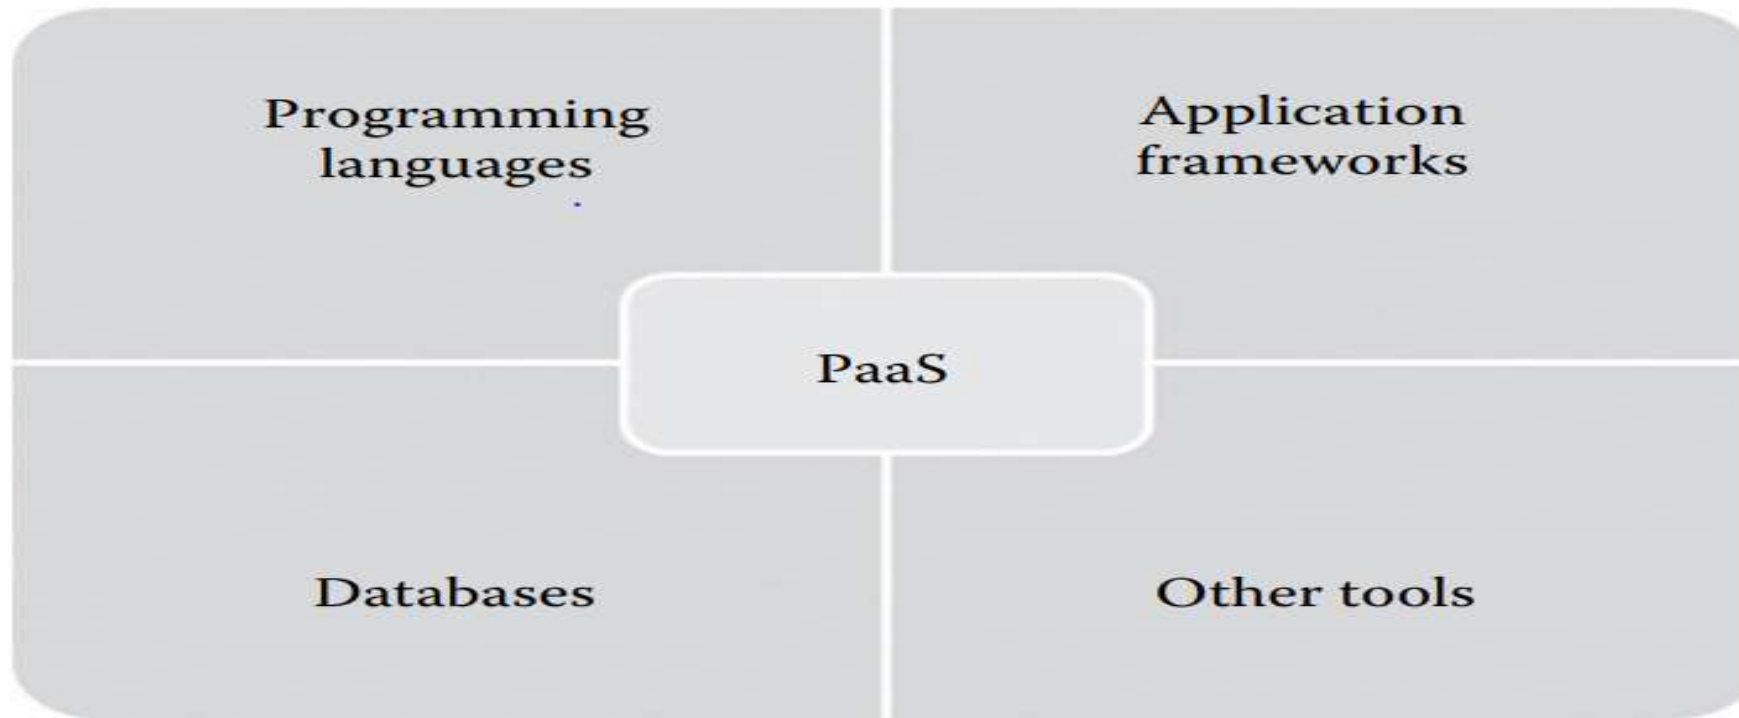 Programming
languages
Application
frameworks
PaaS
Databases
Other tools